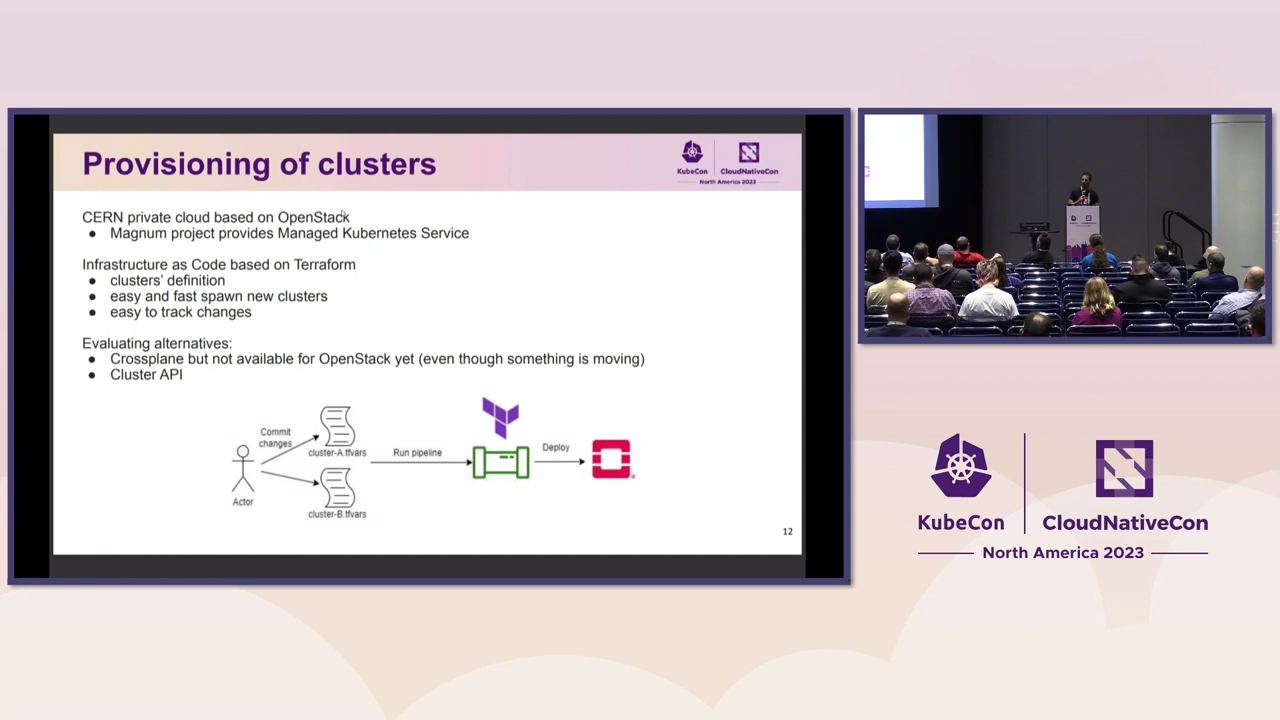 Provisioning of clusters
KubeCon
CloudNativeCon
North America 2023
CERN private cloud based on OpenStack
● Magnum project provides Managed Kubernetes Service
Infrastructure as Code based on Terraform
● clusters' definition
● easy and fast spawn new clusters
● easy to track changes
Evaluating alternatives:
● Crossplane but not available for OpenStack yet (even though something is moving)
● Cluster API
Commit
changes
Actor
cluster-A.tfvars
cluster-B.tfvars
Run pipeline
Deploy
12
KubeCon
CloudNativeCon
North America 2023